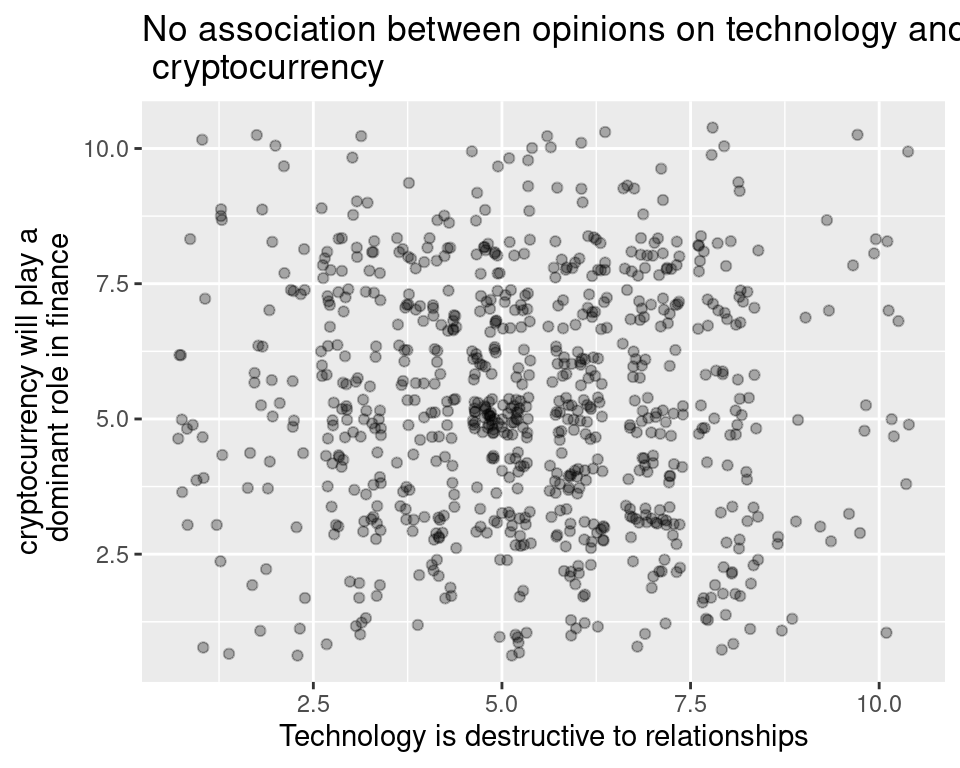 No association between opinions on technology and
cryptocurrency
cryptocurrency will play a
dominant role in finance
10.0
7.5
5.0
2.5
2.5 5.0 7.5 10.0
Technology is destructive to relationships